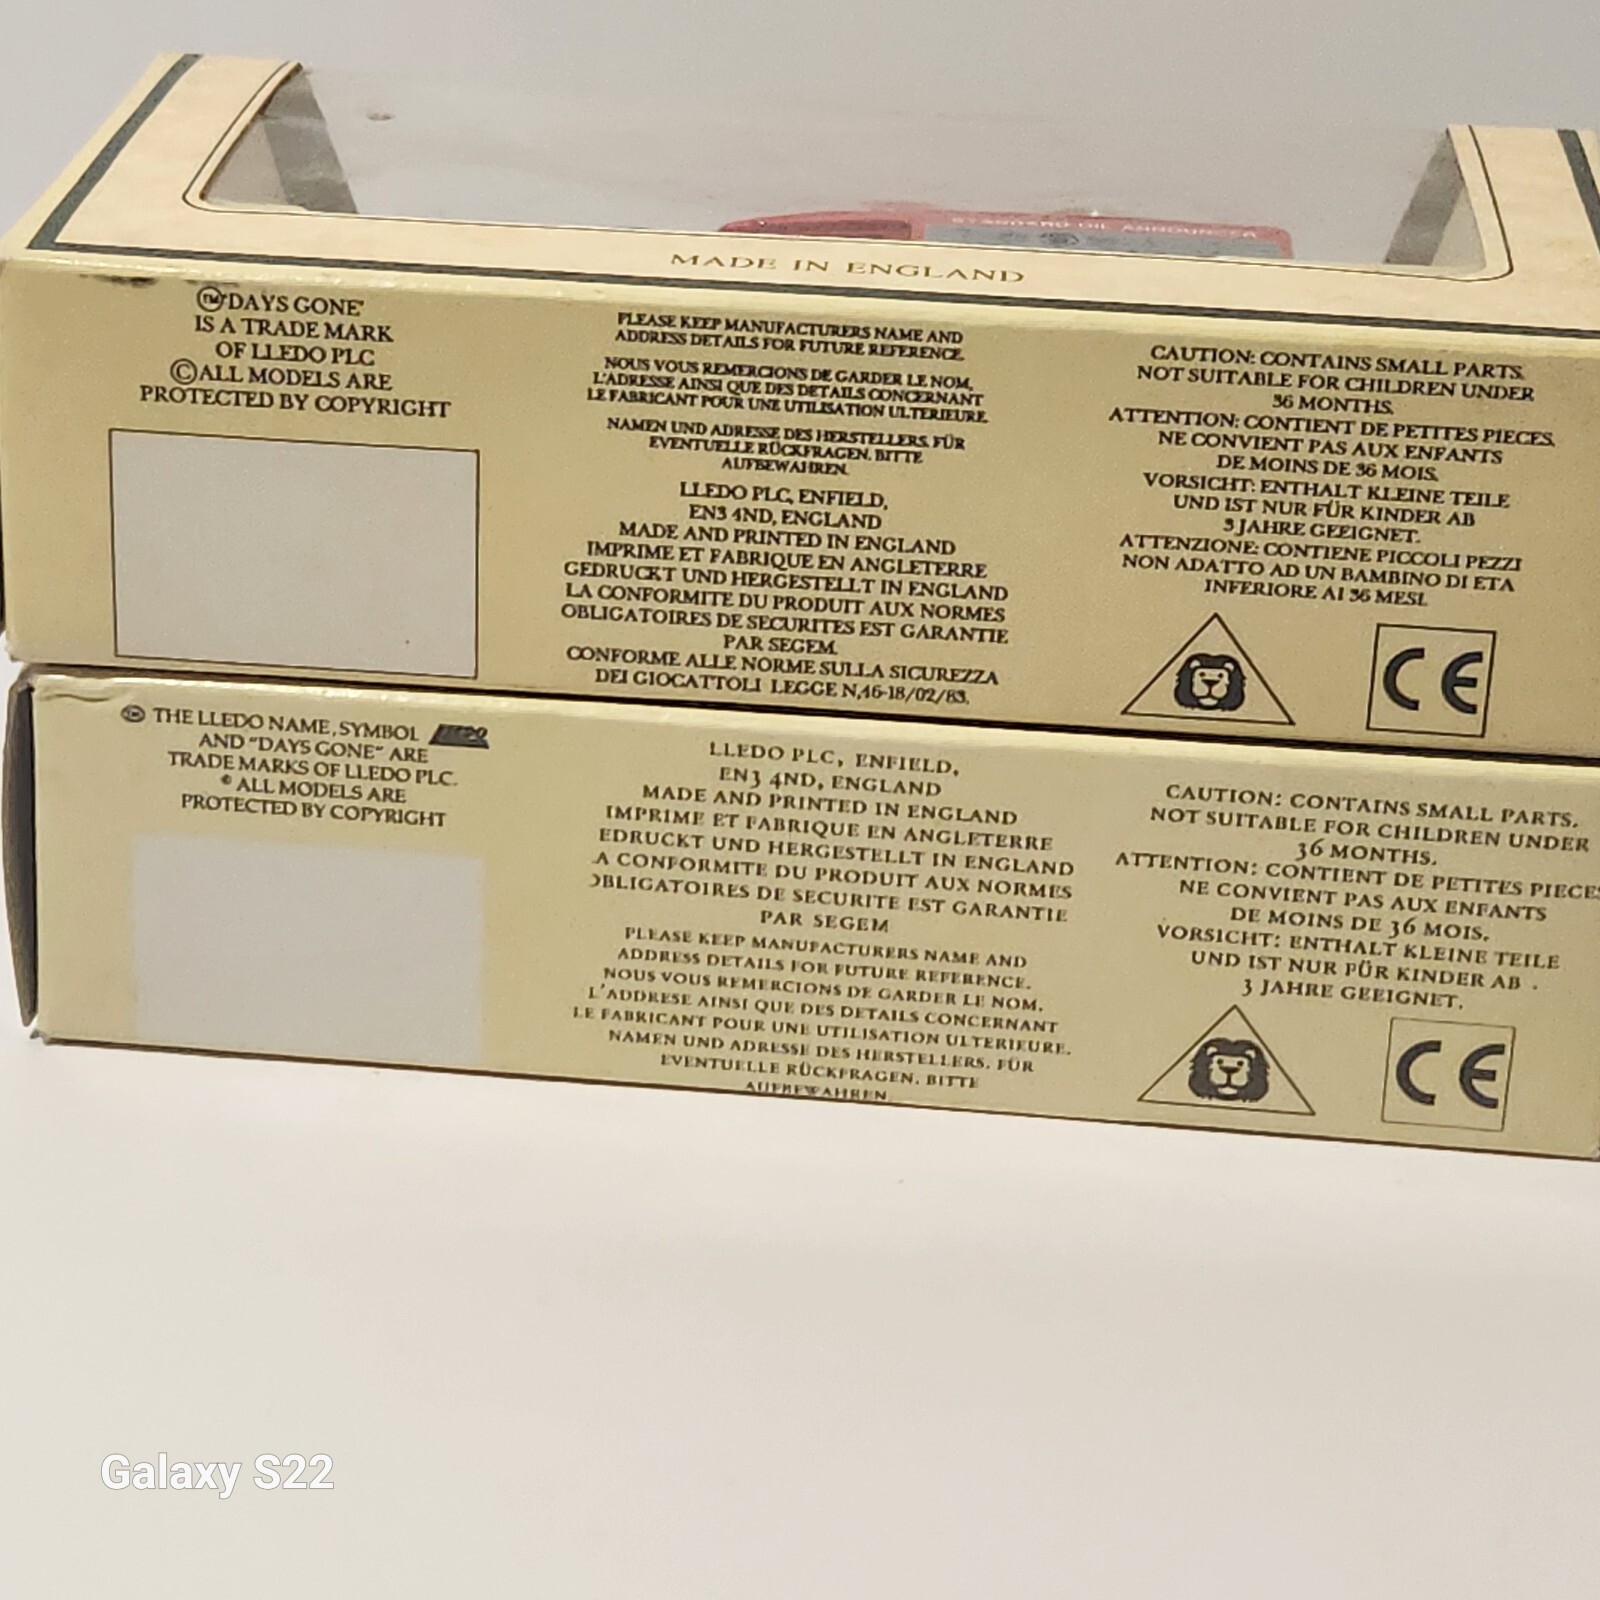 STANDARD OIL ANNOUNCER
MADE IN ENGLAND
™"DAYS GONE"
IS A TRADE MARK
OF LLEDO PLC
©ALL MODELS ARE
PROTECTED BY COPYRIGHT
PLEASE KEEP MANUFACTURERS NAME AND
ADDRESS DETAILS FOR FUTURE REFERENCE.
NOUS VOUS REMERCIONS DE GARDER LE NOM,
L'ADRESSE AINSI QUE DES DETAILS CONCERNANT
LE FABRICANT POUR UNE UTILISATION ULTERIEURE.
NAMEN UND ADRESSE DES HERSTELLERS. FÜR
EVENTUELLE RÜCKFRAGEN. BITTE
AUFBEWAHREN.
LLEDO PLC, ENFIELD,
EN3 4ND, ENGLAND
MADE AND PRINTED IN ENGLAND
IMPRIME ET FABRIQUE EN ANGLETERRE
GEDRUCKT UND HERGESTELLT IN ENGLAND
LA CONFORMITE DU PRODUIT AUX NORMES
OBLIGATOIRES DE SECURITES EST GARANTIE
PAR SEGEM.
CONFORME ALLE NORME SULLA SICUREZZA
DEI GIOCATTOLI LEGGE N,46-18/02/83.
CAUTION: CONTAINS SMALL PARTS.
NOT SUITABLE FOR CHILDREN UNDER
36 MONTHS.
ATTENTION: CONTIENT DE PETITES PIECES.
NE CONVIENT PAS AUX ENFANTS
DE MOINS DE 36 MOIS.
VORSICHT: ENTHALT KLEINE TEILE
UND IST NUR FÜR KINDER AB
3 JAHRE GEEIGNET.
ATTENZIONE: CONTIENE PICCOLI PEZZI
NON ADATTO AD UN BAMBINO DI ETA
INFERIORE AI 36 MESI.
CE
™ THE LLEDO NAME, SYMBOL LLEDO
AND "DAYS GONE" ARE
TRADE MARKS OF LLEDO PLC.
© ALL MODELS ARE
PROTECTED BY COPYRIGHT
LLEDO PLC, ENFIELD,
EN3 4ND, ENGLAND
MADE AND PRINTED IN ENGLAND
IMPRIME ET FABRIQUE EN ANGLETERRE
EDRUCKT UND HERGESTELLT IN ENGLAND
A CONFORMITE DU PRODUIT AUX NORMES
OBLIGATOIRES DE SECURITE EST GARANTIE
PAR SEGEM
PLEASE KEEP MANUFACTURERS NAME AND
ADDRESS DETAILS FOR FUTURE REFERENCE.
NOUS VOUS REMERCIONS DE GARDER LE NOM.
L'ADDRESE AINSI QUE DES DETAILS CONCERNANT
LE FABRICANT POUR UNE UTILISATION ULTERIEURE.
NAMEN UND ADRESSE DES HERSTELLERS. FÜR
EVENTUELLE RÜCKFRAGEN. BITTE
AUFBEWAHREN.
CAUTION: CONTAINS SMALL PARTS.
NOT SUITABLE FOR CHILDREN UNDER
36 MONTHS.
ATTENTION: CONTIENT DE PETITES PIECES
NE CONVIENT PAS AUX ENFANTS
DE MOINS DE 36 MOIS.
VORSICHT: ENTHALT KLEINE TEILE
UND IST NUR FÜR KINDER AB .
3 JAHRE GEEIGNET.
CE
Galaxy S22